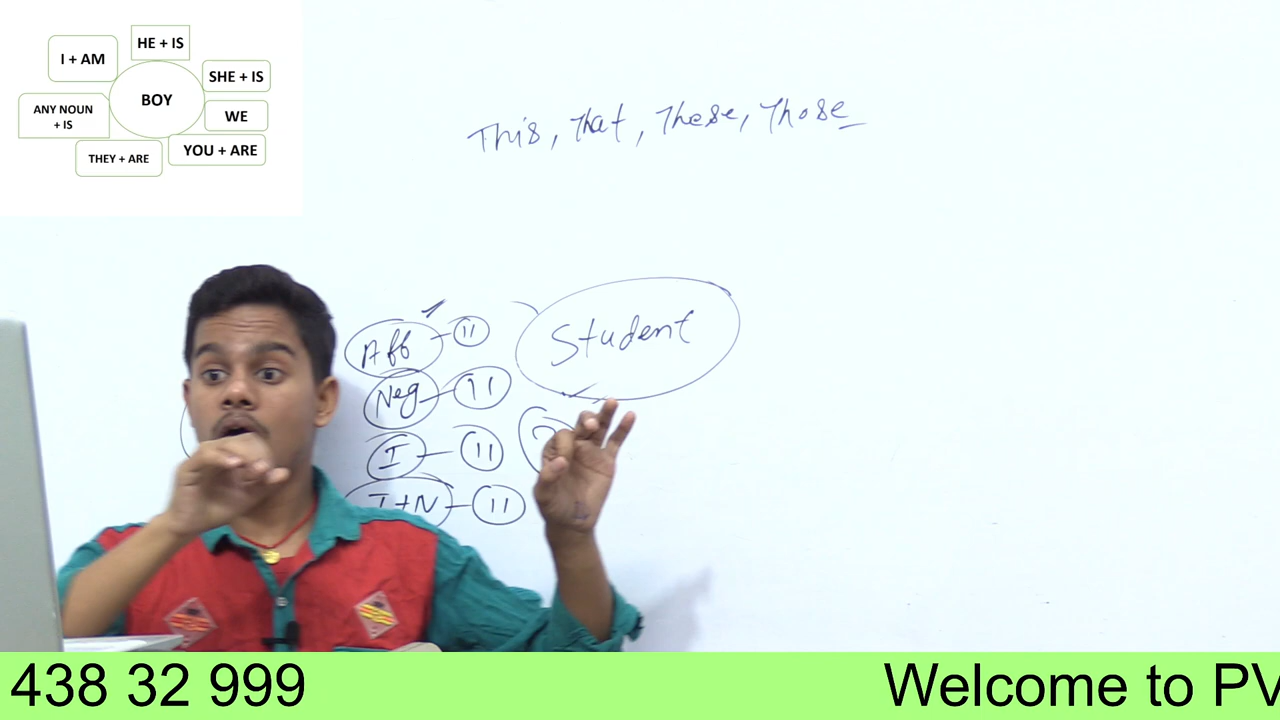 HE + IS
I + AM
SHE + IS
BOY
ANY NOUN
+ IS
WE
YOU + ARE
THEY + ARE
This, That, These, Those
Aff - 11
Student
Neg - 11
I - 11
I+N - 11
438 32 999
Welcome to PV